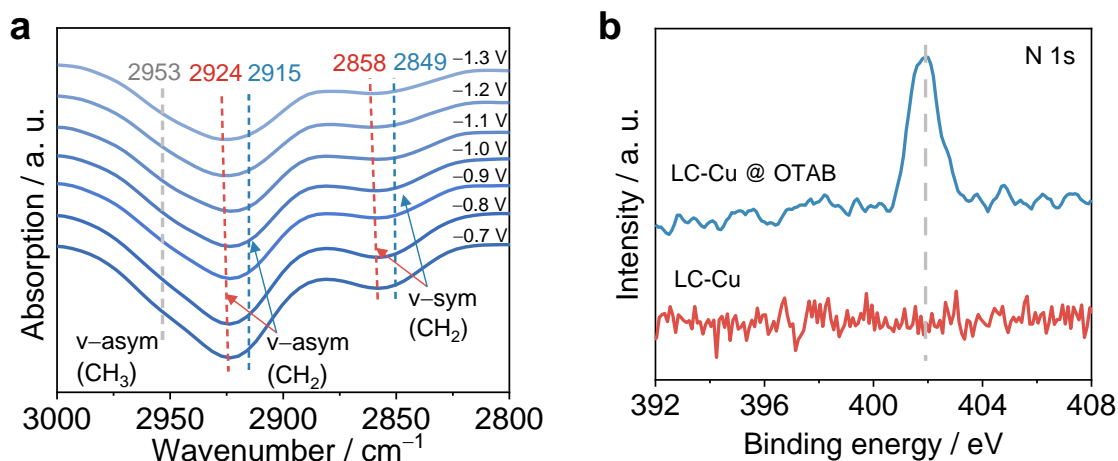 a
2953
2924
2915
2858
2849
−1.3 V
−1.2 V
−1.1 V
−1.0 V
−0.9 V
−0.8 V
−0.7 V
v−sym
(CH2)
v−asym
(CH3)
v−asym
(CH2)
Absorption / a. u.
3000 2950 2900 2850 2800
Wavenumber / cm−1
b
N 1s
LC-Cu @ OTAB
LC-Cu
Intensity / a. u.
392 396 400 404 408
Binding energy / eV